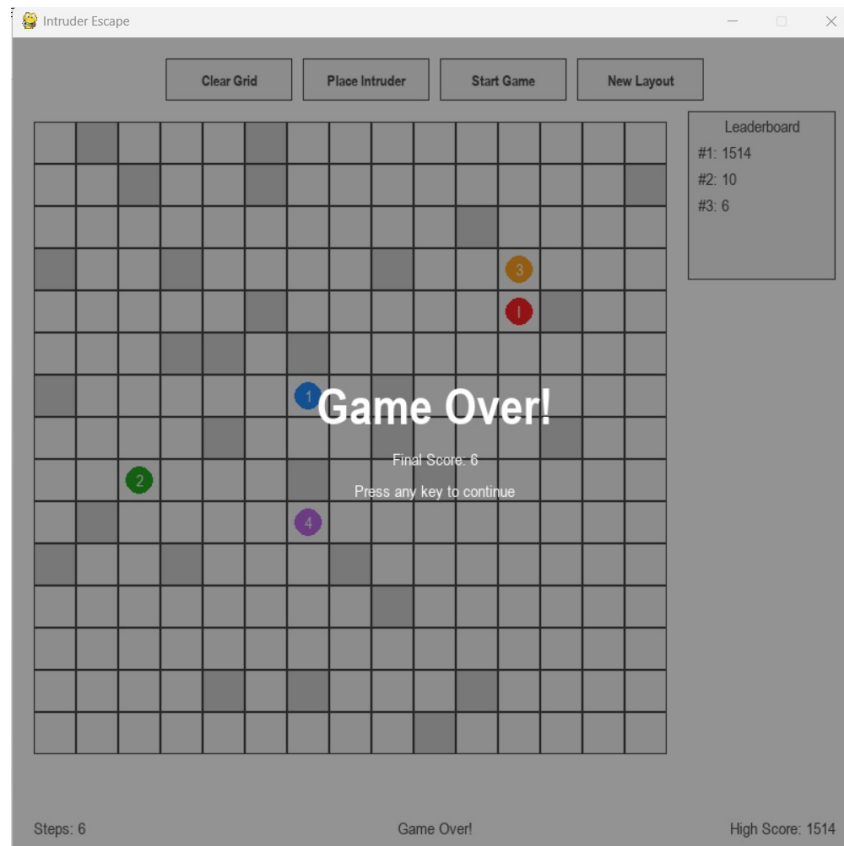 Intruder Escape
Clear Grid
Place Intruder
Start Game
New Layout
Leaderboard
#1: 1514
#2: 10
#3: 6
3
I
1
Game Over!
Final Score: 6
2
Press any key to continue
4
Steps: 6
Game Over!
High Score: 1514